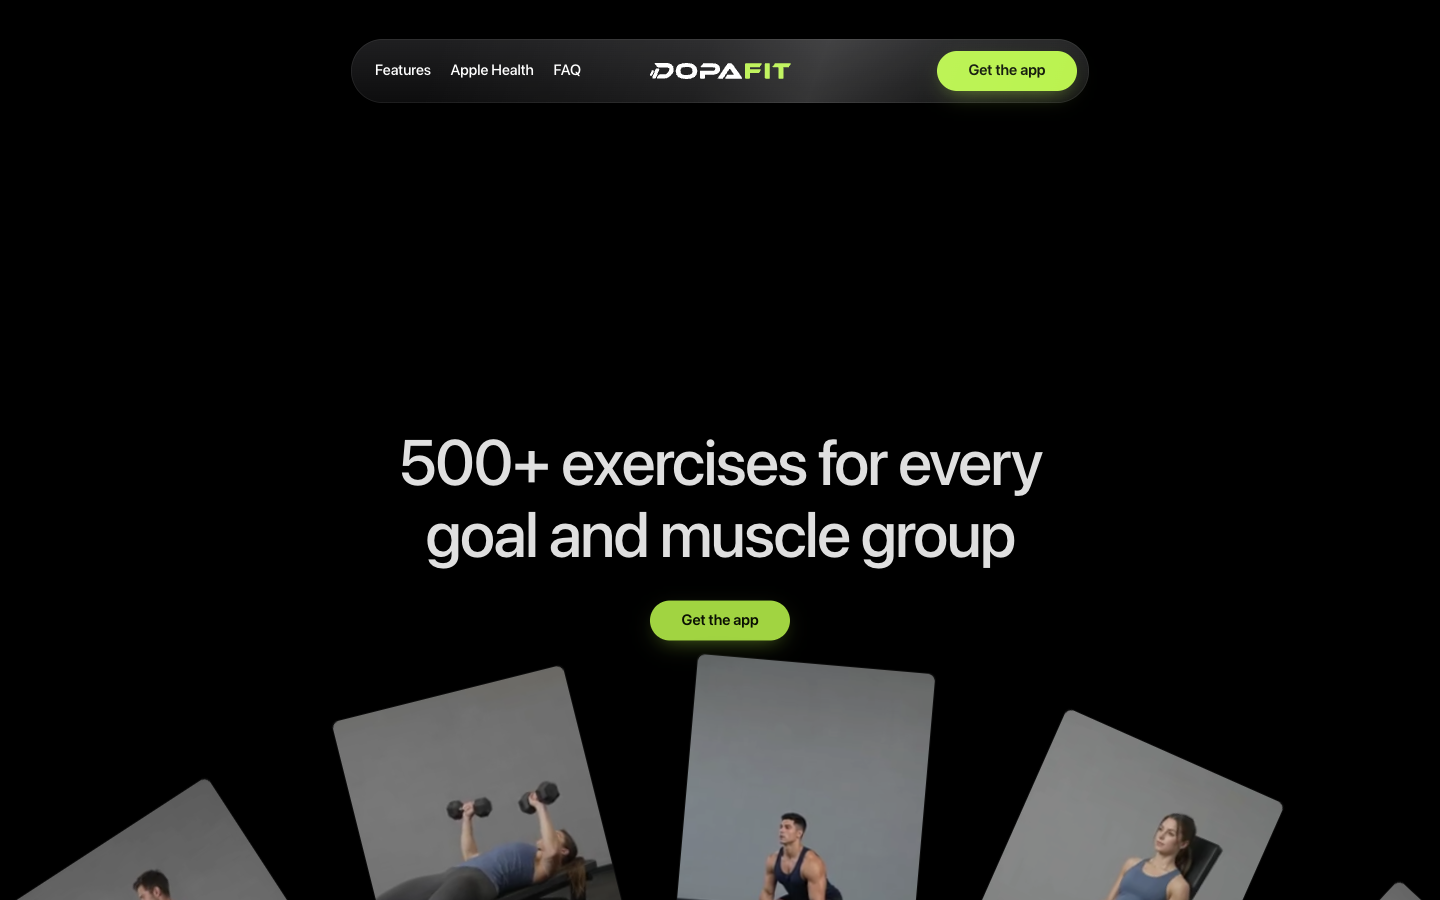 Features
Apple Health
FAQ
DOPAFIT
Get the app
500+ exercises for every
goal and muscle group
Get the app